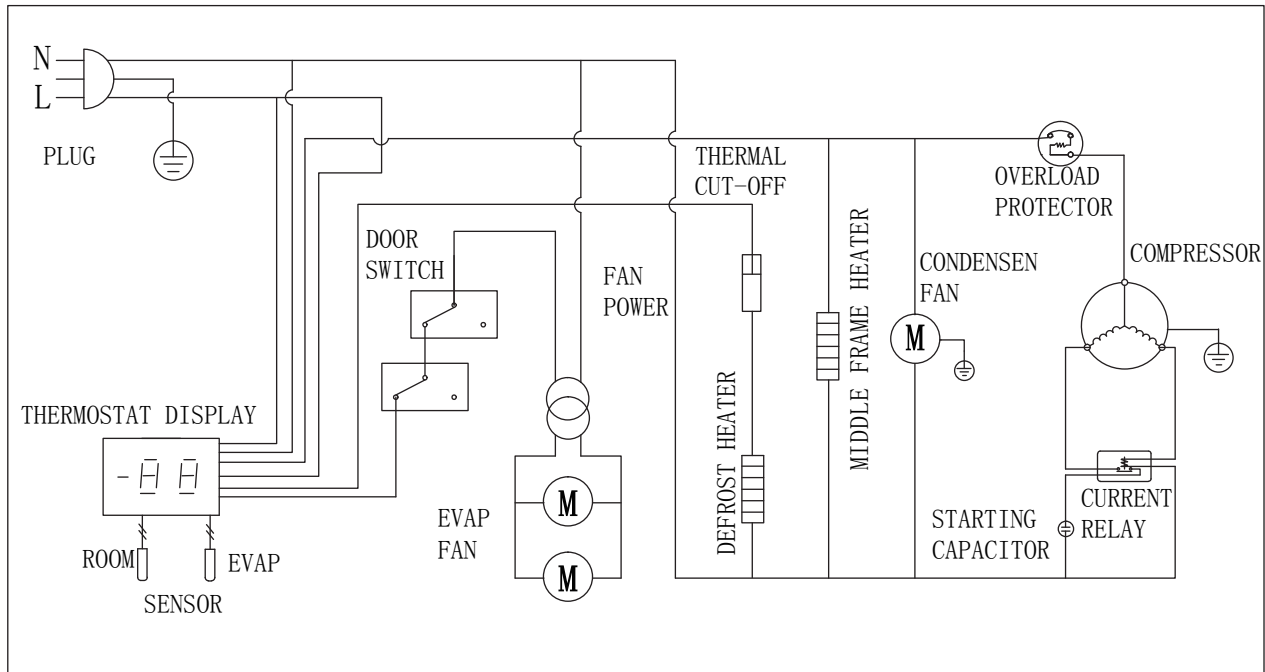 N
L
PLUG
THERMAL
CUT-OFF
OVERLOAD
PROTECTOR
DOOR
SWITCH
FAN
POWER
MIDDLE FRAME HEATER
CONDENSEN
FAN
COMPRESSOR
M
THERMOSTAT DISPLAY
-88
DEFROST HEATER
EVAP
FAN
M
M
STARTING
CAPACITOR
CURRENT
RELAY
ROOM
EVAP
SENSOR